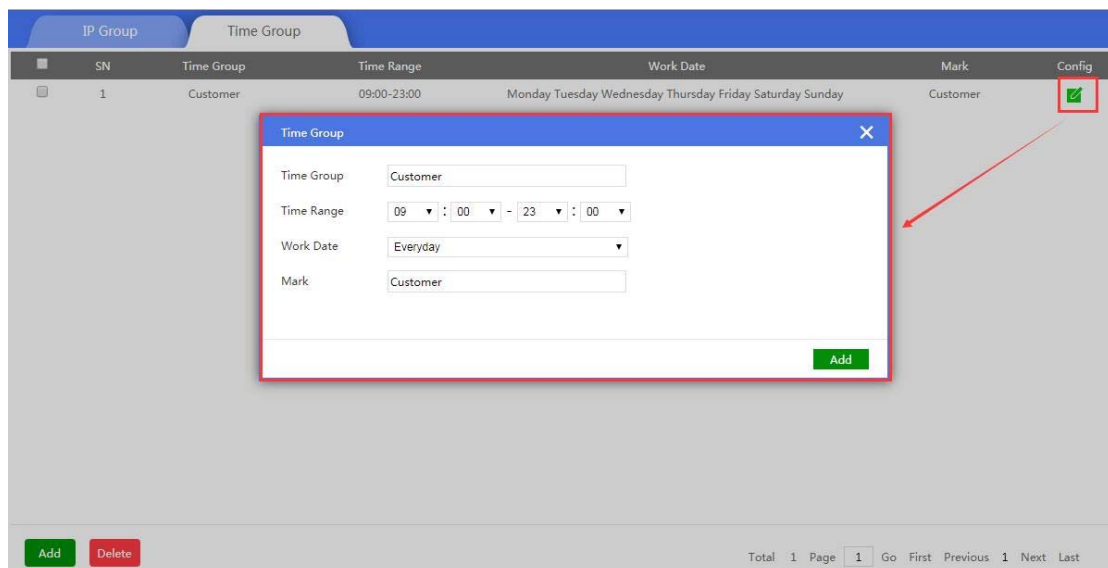 IP Group Time Group
SN Time Group Time Range Work Date Mark Config
1 Customer 09:00-23:00 Monday Tuesday Wednesday Thursday Friday Saturday Sunday Customer
Time Group
Time Group Customer
Time Range 09 : 00 - 23 : 00
Work Date Everyday
Mark Customer
Add
Add Delete Total 1 Page 1 Go First Previous 1 Next Last